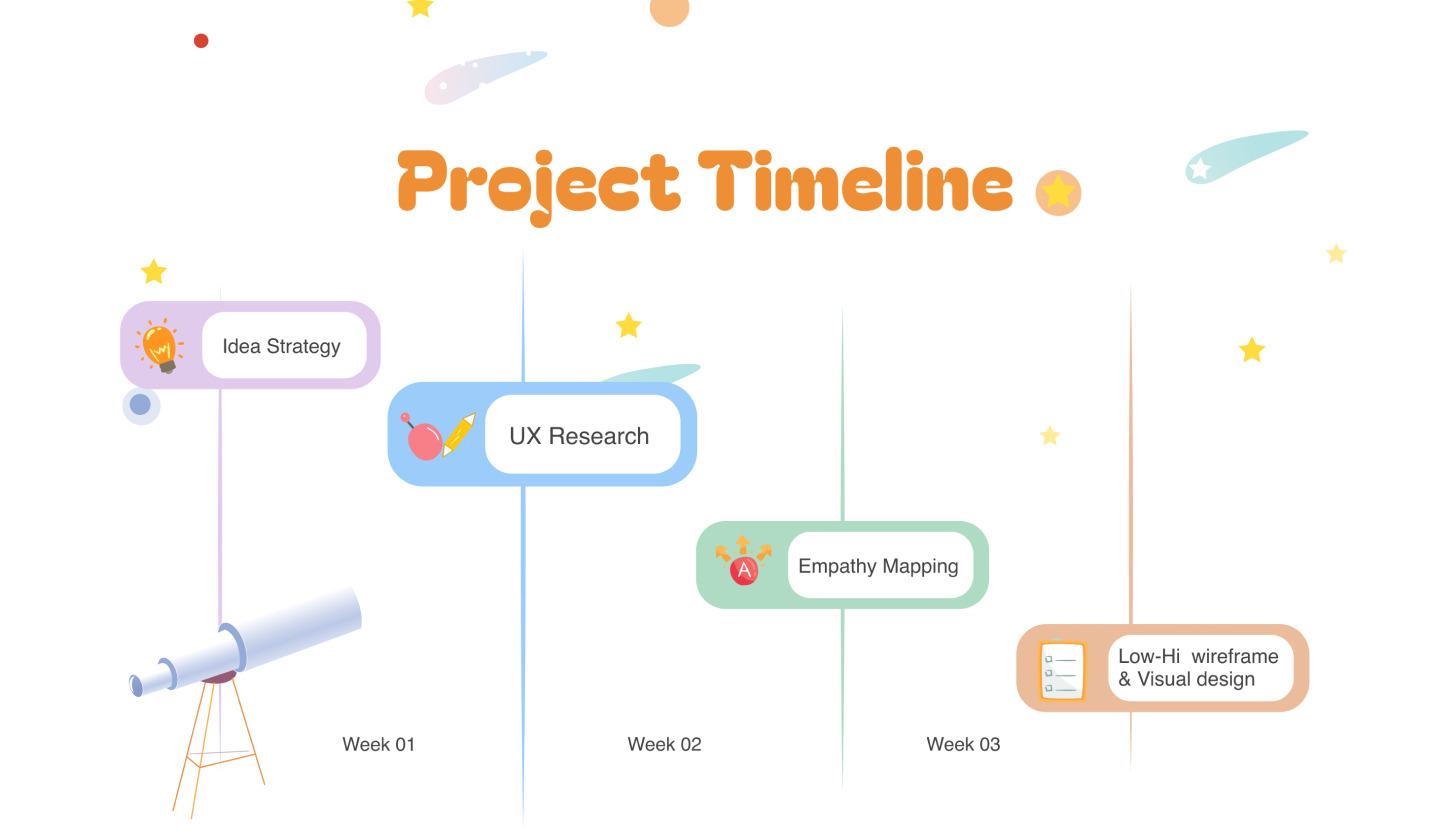 Project Timeline
Idea Strategy
UX Research
Empathy Mapping
A
Low-Hi wireframe
& Visual design
Week 01
Week 02
Week 03